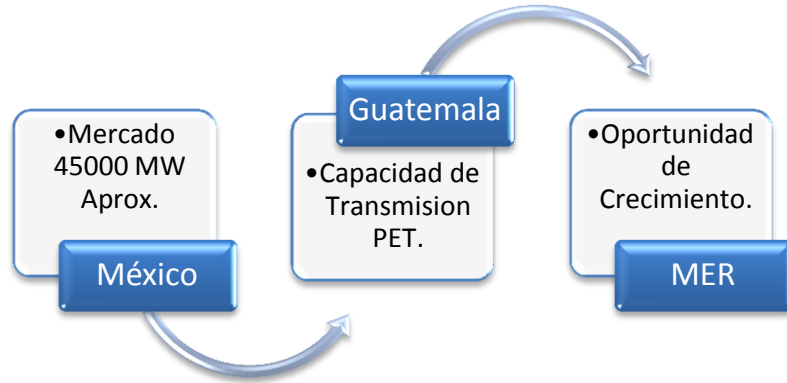 •Mercado
45000 MW
Aprox.
México
Guatemala
•Capacidad de
Transmision
PET.
•Oportunidad
de
Crecimiento.
MER